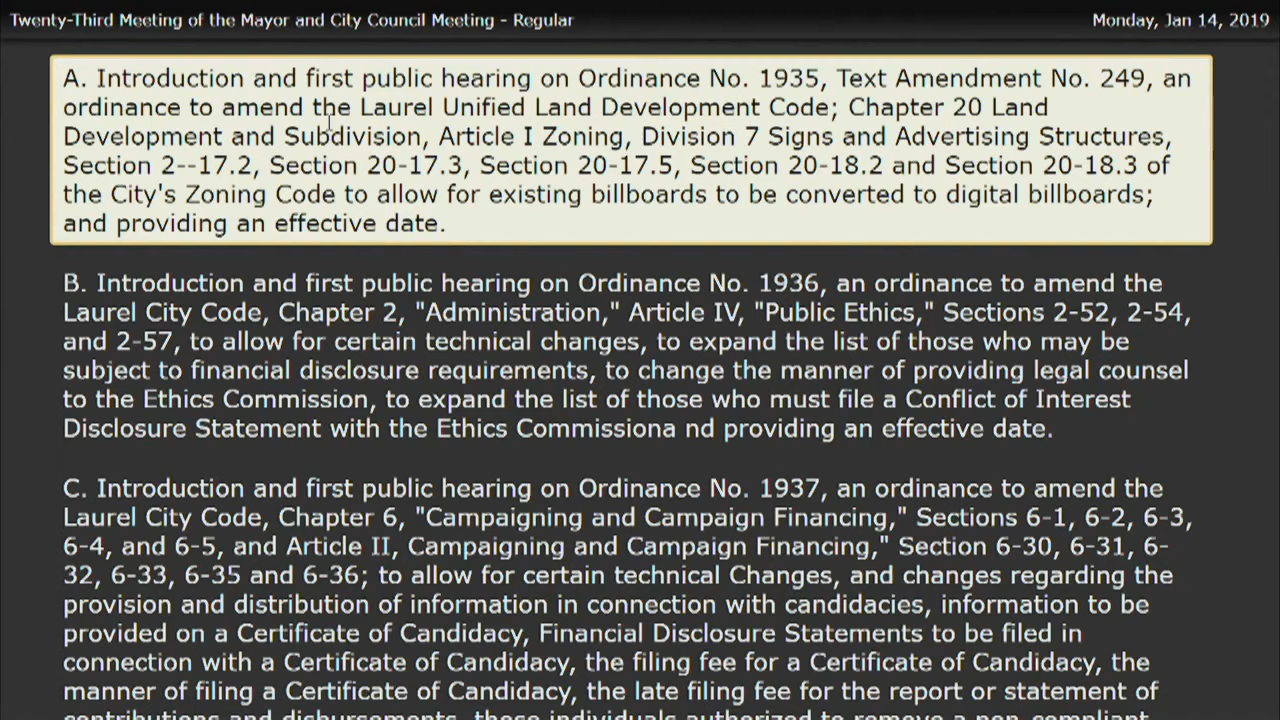 Twenty-Third Meeting of the Mayor and City Council Meeting - Regular
Monday, Jan 14, 2019
A. Introduction and first public hearing on Ordinance No. 1935, Text Amendment No. 249, an
ordinance to amend the Laurel Unified Land Development Code; Chapter 20 Land
Development and Subdivision, Article I Zoning, Division 7 Signs and Advertising Structures,
Section 2--17.2, Section 20-17.3, Section 20-17.5, Section 20-18.2 and Section 20-18.3 of
the City's Zoning Code to allow for existing billboards to be converted to digital billboards;
and providing an effective date.
B. Introduction and first public hearing on Ordinance No. 1936, an ordinance to amend the
Laurel City Code, Chapter 2, "Administration," Article IV, "Public Ethics," Sections 2-52, 2-54,
and 2-57, to allow for certain technical changes, to expand the list of those who may be
subject to financial disclosure requirements, to change the manner of providing legal counsel
to the Ethics Commission, to expand the list of those who must file a Conflict of Interest
Disclosure Statement with the Ethics Commissiona nd providing an effective date.
C. Introduction and first public hearing on Ordinance No. 1937, an ordinance to amend the
Laurel City Code, Chapter 6, "Campaigning and Campaign Financing," Sections 6-1, 6-2, 6-3,
6-4, and 6-5, and Article II, Campaigning and Campaign Financing," Section 6-30, 6-31, 6-
32, 6-33, 6-35 and 6-36; to allow for certain technical Changes, and changes regarding the
provision and distribution of information in connection with candidacies, information to be
provided on a Certificate of Candidacy, Financial Disclosure Statements to be filed in
connection with a Certificate of Candidacy, the filing fee for a Certificate of Candidacy, the
manner of filing a Certificate of Candidacy, the late filing fee for the report or statement of
contributions and disbursements, those individuals authorized to remove a non-compliant